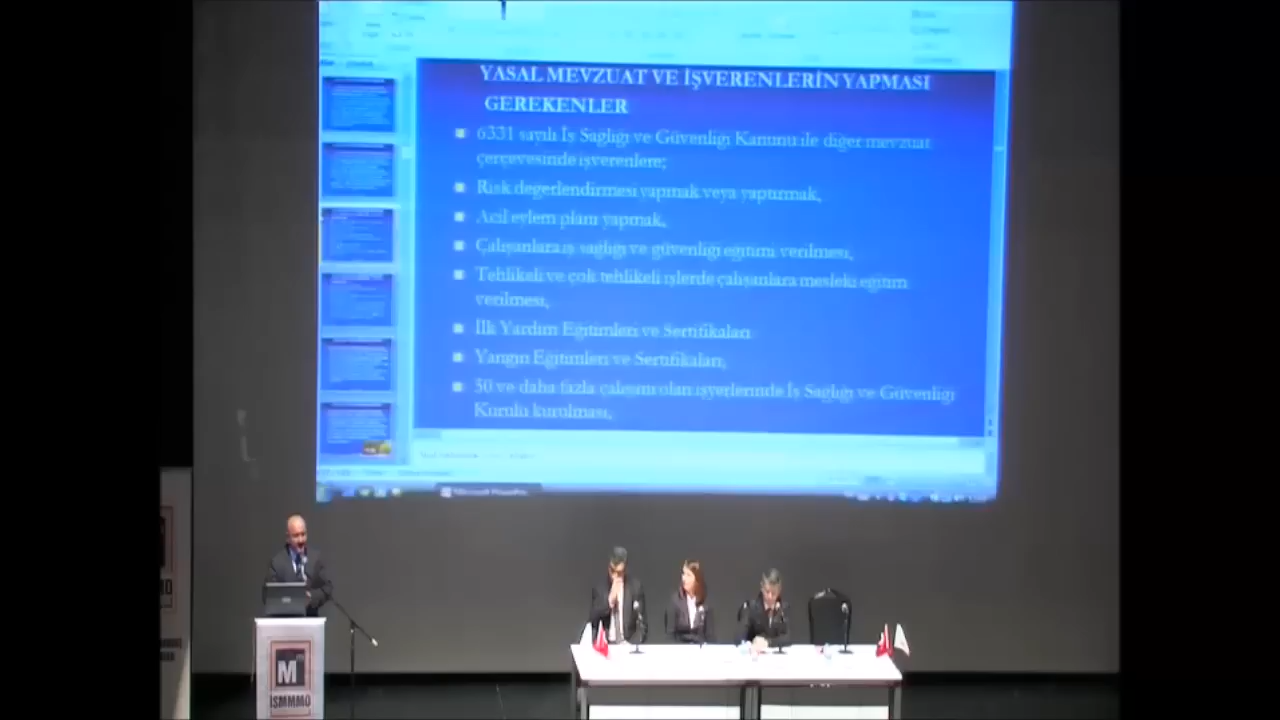 YASAL MEVZUAT VE İŞVERENLERİN YAPMASI
GEREKENLER
6331 sayılı İş Sağlığı ve Güvenliği Kanunu ile diğer mevzuat
çerçevesinde işverenlere;
Risk değerlendirmesi yapmak veya yaptırmak,
Acil eylem planı yapmak,
Çalışanlara iş sağlığı ve güvenliği eğitimi verilmesi,
Tehlikeli ve çok tehlikeli işlerde çalışanlara mesleki eğitim
verilmesi,
İlk Yardım Eğitimleri ve Sertifikaları
Yangın Eğitimleri ve Sertifikaları,
50 ve daha fazla çalışanı olan işyerlerinde İş Sağlığı ve Güvenliği
Kurulu kurulması,
M
İSMMMO